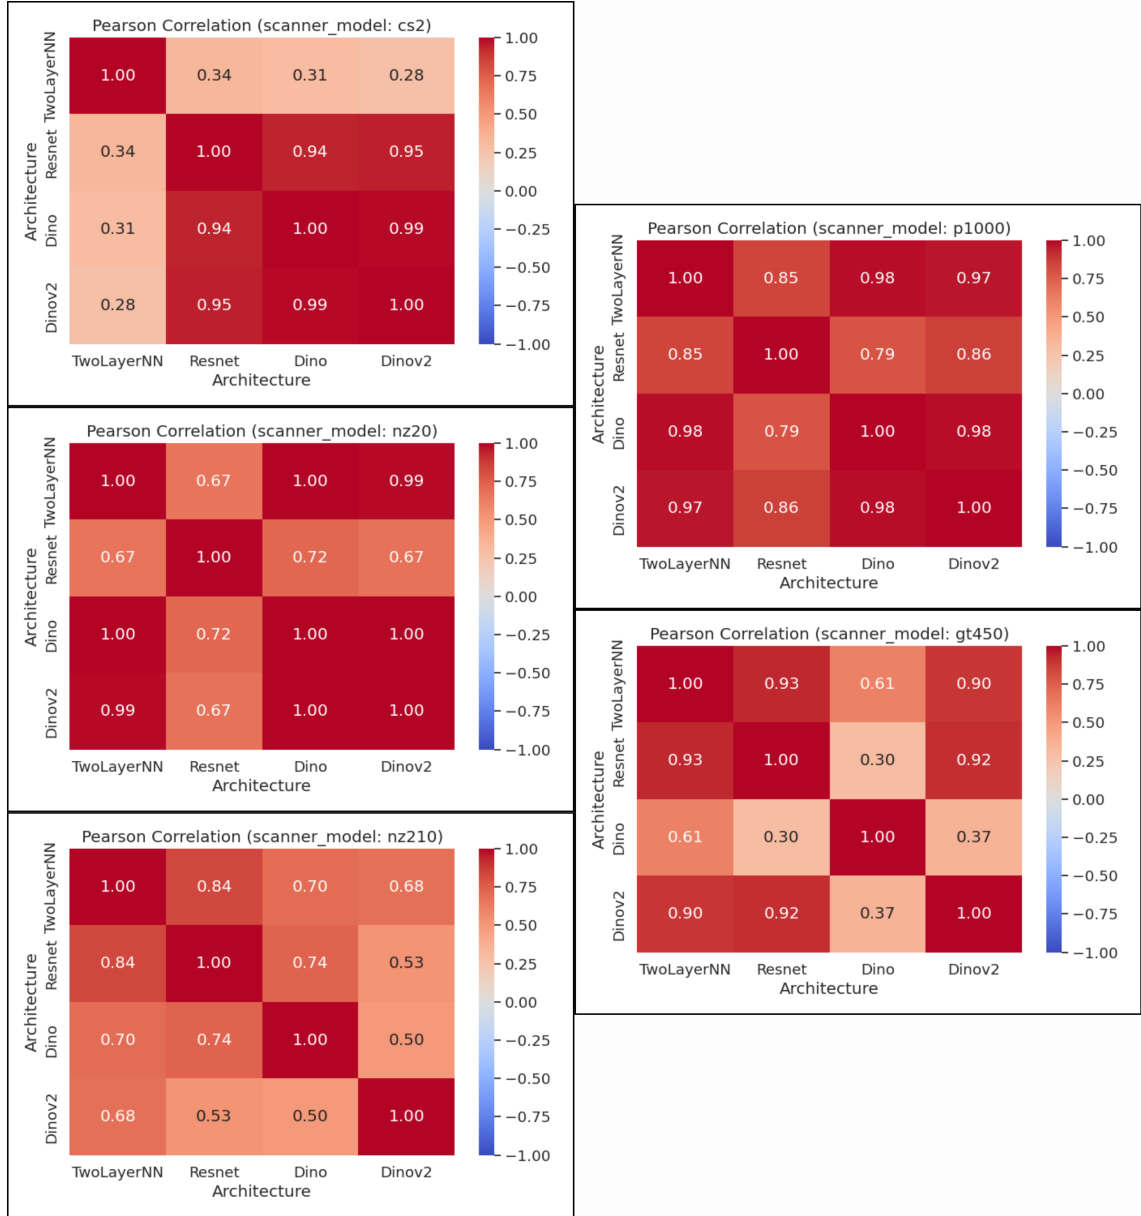 Pearson Correlation (scanner_model: cs2)
Architecture
TwoLayerNN 1.00 0.34 0.31 0.28
Resnet 0.34 1.00 0.94 0.95
Dino 0.31 0.94 1.00 0.99
Dinov2 0.28 0.95 0.99 1.00
TwoLayerNN Resnet Dino Dinov2
Architecture
1.00
0.75
0.50
0.25
0.00
−0.25
−0.50
−0.75
−1.00
Pearson Correlation (scanner_model: nz20)
Architecture
TwoLayerNN 1.00 0.67 1.00 0.99
Resnet 0.67 1.00 0.72 0.67
Dino 1.00 0.72 1.00 1.00
Dinov2 0.99 0.67 1.00 1.00
TwoLayerNN Resnet Dino Dinov2
Architecture
1.00
0.75
0.50
0.25
0.00
−0.25
−0.50
−0.75
−1.00
Pearson Correlation (scanner_model: nz210)
Architecture
TwoLayerNN 1.00 0.84 0.70 0.68
Resnet 0.84 1.00 0.74 0.53
Dino 0.70 0.74 1.00 0.50
Dinov2 0.68 0.53 0.50 1.00
TwoLayerNN Resnet Dino Dinov2
Architecture
1.00
0.75
0.50
0.25
0.00
−0.25
−0.50
−0.75
−1.00
Pearson Correlation (scanner_model: p1000)
Architecture
TwoLayerNN 1.00 0.85 0.98 0.97
Resnet 0.85 1.00 0.79 0.86
Dino 0.98 0.79 1.00 0.98
Dinov2 0.97 0.86 0.98 1.00
TwoLayerNN Resnet Dino Dinov2
Architecture
1.00
0.75
0.50
0.25
0.00
−0.25
−0.50
−0.75
−1.00
Pearson Correlation (scanner_model: gt450)
Architecture
TwoLayerNN 1.00 0.93 0.61 0.90
Resnet 0.93 1.00 0.30 0.92
Dino 0.61 0.30 1.00 0.37
Dinov2 0.90 0.92 0.37 1.00
TwoLayerNN Resnet Dino Dinov2
Architecture
1.00
0.75
0.50
0.25
0.00
−0.25
−0.50
−0.75
−1.00